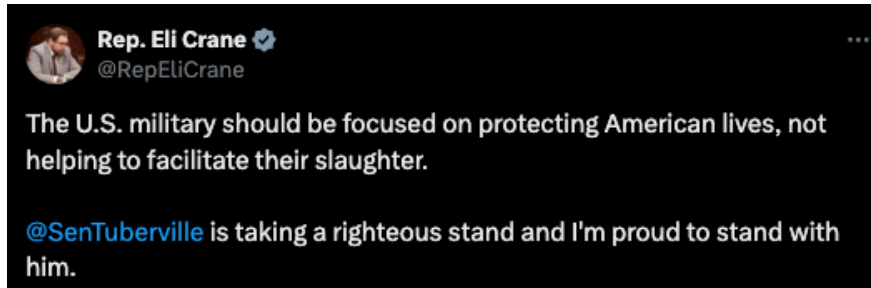 Rep. Eli Crane
@RepEliCrane
The U.S. military should be focused on protecting American lives, not
helping to facilitate their slaughter.
@SenTuberville is taking a righteous stand and I'm proud to stand with
him.